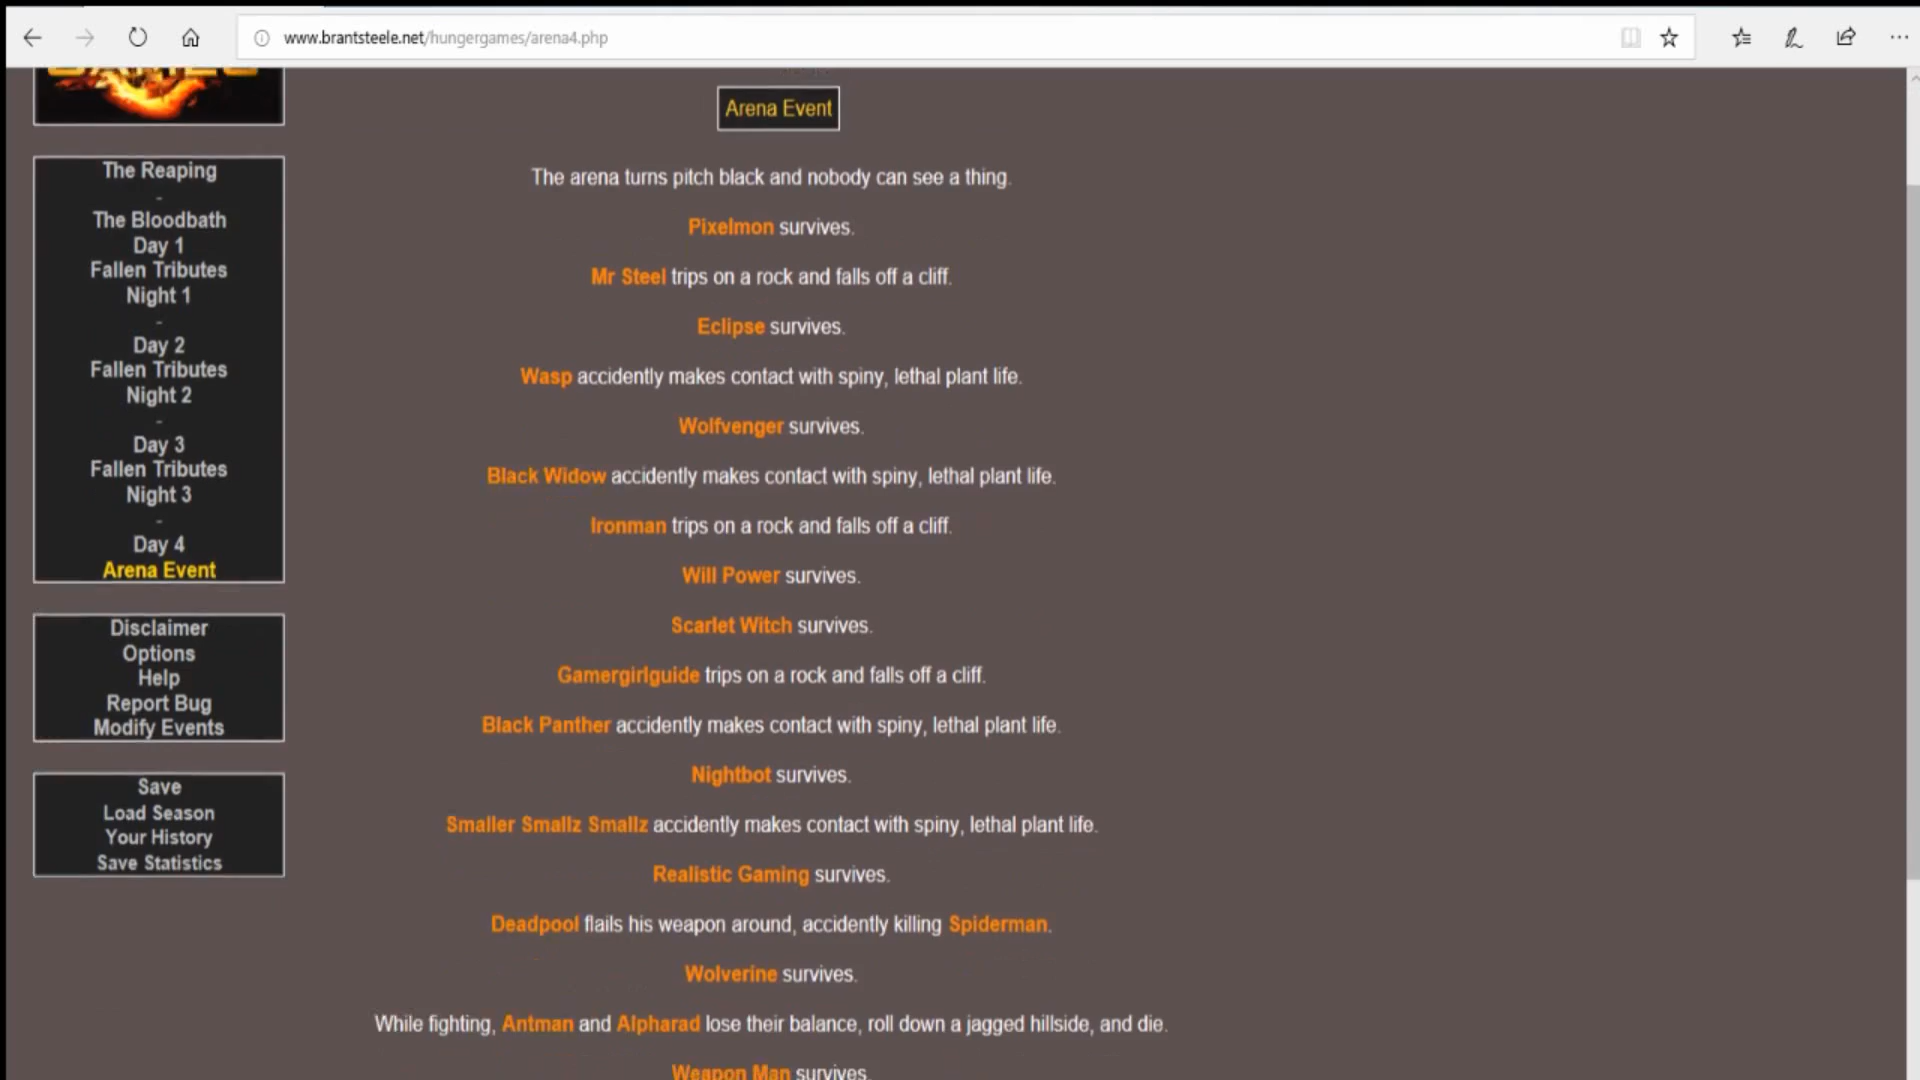 www.brantsteele.net/hungergames/arena4.php
Arena Event
The Reaping
-
The Bloodbath
Day 1
Fallen Tributes
Night 1
-
Day 2
Fallen Tributes
Night 2
-
Day 3
Fallen Tributes
Night 3
-
Day 4
Arena Event
Disclaimer
Options
Help
Report Bug
Modify Events
Save
Load Season
Your History
Save Statistics
The arena turns pitch black and nobody can see a thing.
Pixelmon survives.
Mr Steel trips on a rock and falls off a cliff.
Eclipse survives.
Wasp accidently makes contact with spiny, lethal plant life.
Wolfvenger survives.
Black Widow accidently makes contact with spiny, lethal plant life.
Ironman trips on a rock and falls off a cliff.
Will Power survives.
Scarlet Witch survives.
Gamergirlguide trips on a rock and falls off a cliff.
Black Panther accidently makes contact with spiny, lethal plant life.
Nightbot survives.
Smaller Smallz Smallz accidently makes contact with spiny, lethal plant life.
Realistic Gaming survives.
Deadpool flails his weapon around, accidently killing Spiderman.
Wolverine survives.
While fighting, Antman and Alpharad lose their balance, roll down a jagged hillside, and die.
Weapon Man survives.